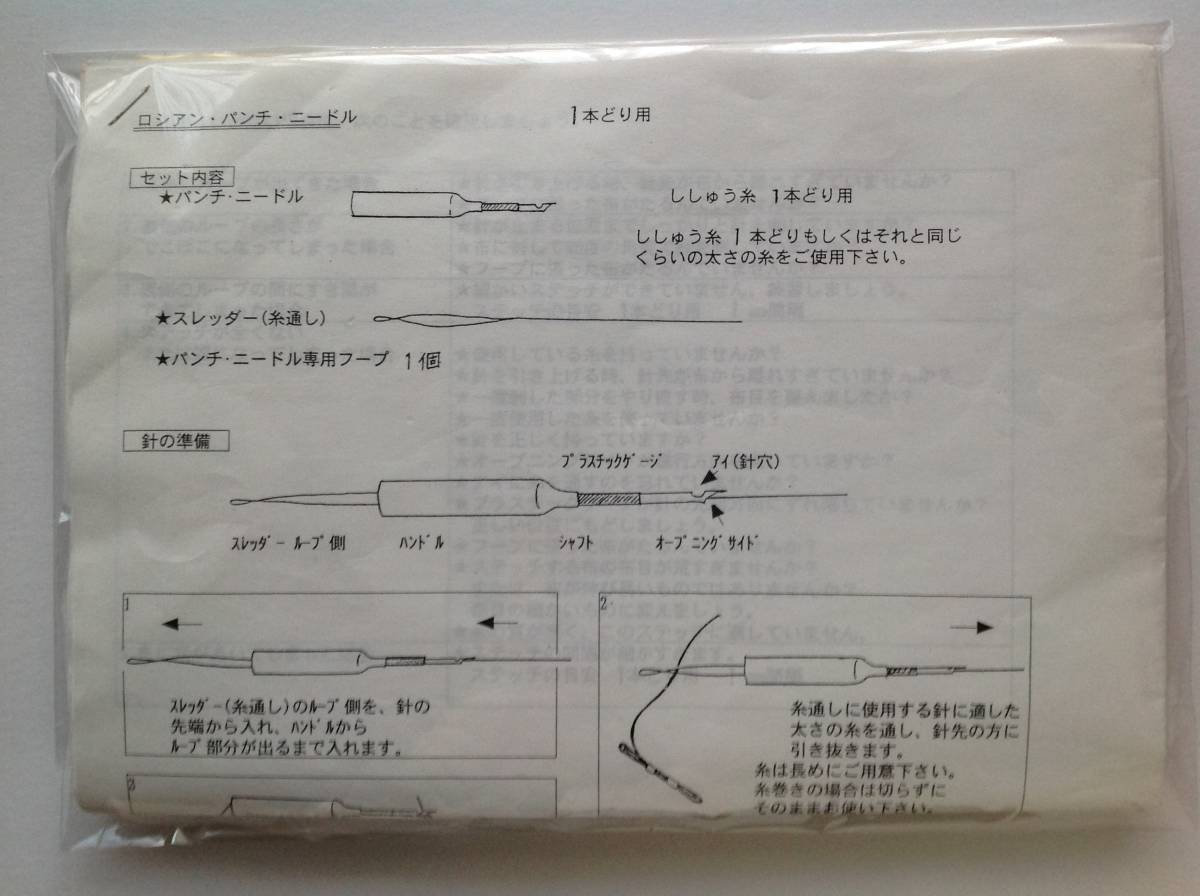 ロシアン・パンチ・ニードル 1本どり用
セット内容
★パンチ・ニードル ししゅう糸 1本どり用
ししゅう糸 1本どりもしくはそれと同じ
くらいの太さの糸をご使用下さい。
★スレッダー(糸通し)
★パンチ・ニードル専用フープ 1個
針の準備
ﾌﾟﾗｽﾁｯｸｹﾞｰｼﾞ ｱｲ(針穴)
ｽﾚｯﾀﾞｰ ﾙｰﾌﾟ側 ﾊﾝﾄﾞﾙ ｼｬﾌﾄ ｵｰﾌﾟﾆﾝｸﾞｻｲﾄﾞ
1
ｽﾚｯﾀﾞｰ(糸通し)のﾙｰﾌﾟ側を、針の
先端から入れ、ﾊﾝﾄﾞﾙから
ﾙｰﾌﾟ部分が出るまで入れます。
2
糸通しに使用する針に適した
太さの糸を通し、針先の方に
引き抜きます。
糸は長めにご用意下さい。
糸巻きの場合は切らずに
そのままお使い下さい。
3